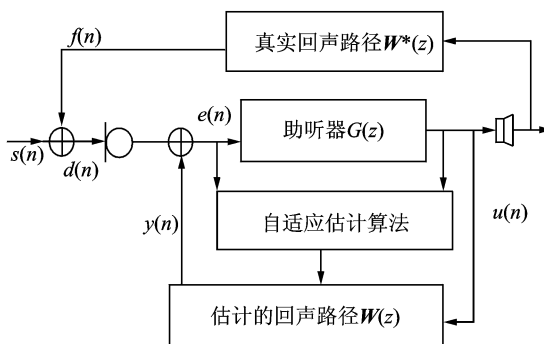 f(n)
真实回声路径W*(z)
e(n)
助听器G(z)
s(n)
d(n)
y(n)
自适应估计算法
u(n)
估计的回声路径W(z)